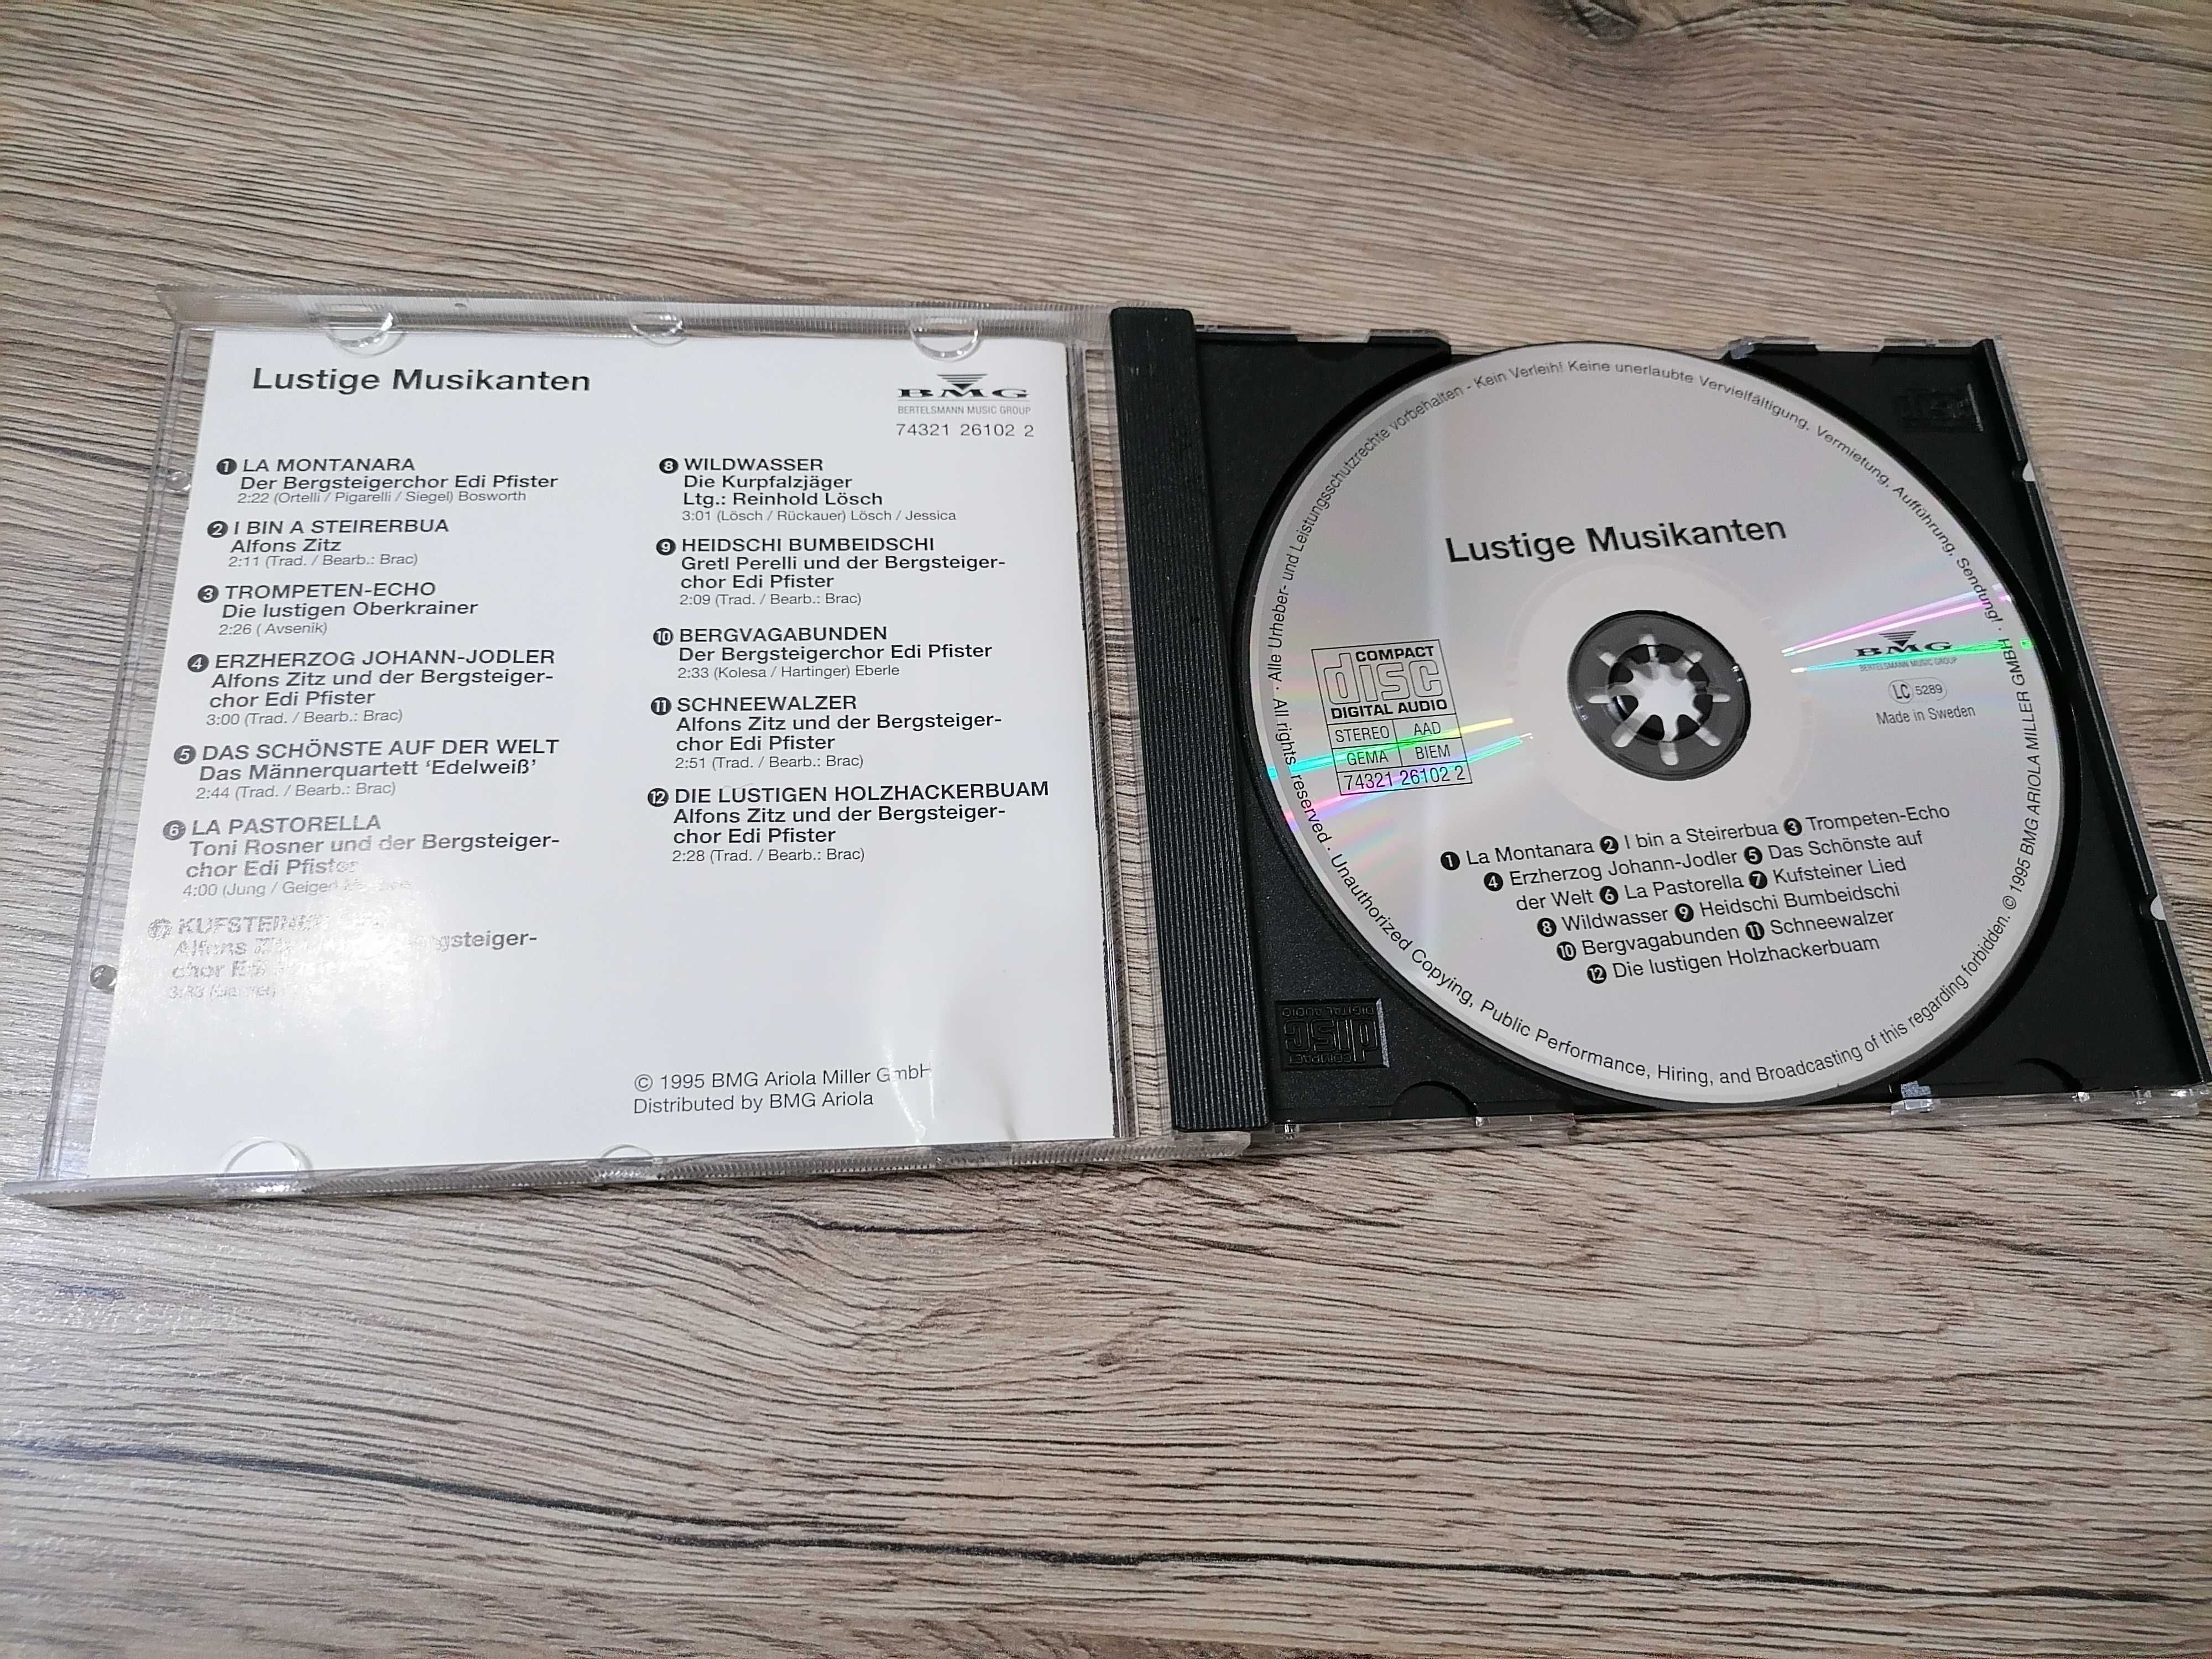 Lustige Musikanten
BMG
BERTELSMANN MUSIC GROUP
74321 26102 2
1 LA MONTANARA
Der Bergsteigerchor Edi Pfister
2:22 (Ortelli / Pigarelli / Siegel) Bosworth
2 I BIN A STEIRERBUA
Alfons Zitz
2:11 (Trad. / Bearb.: Brac)
3 TROMPETEN-ECHO
Die lustigen Oberkrainer
2:26 ( Avsenik)
4 ERZHERZOG JOHANN-JODLER
Alfons Zitz und der Bergsteiger-
chor Edi Pfister
3:00 (Trad. / Bearb.: Brac)
5 DAS SCHÖNSTE AUF DER WELT
Das Männerquartett ‘Edelweiß’
2:44 (Trad. / Bearb.: Brac)
6 LA PASTORELLA
Toni Rosner und der Bergsteiger-
chor Edi Pfister
4:00 (Jung / Geiger)
Alfons
chor
8 WILDWASSER
Die Kurpfalzjäger
Ltg.: Reinhold Lösch
3:01 (Lösch / Rückauer) Lösch / Jessica
9 HEIDSCHI BUMBEIDSCHI
Gretl Perelli und der Bergsteiger-
chor Edi Pfister
2:09 (Trad. / Bearb.: Brac)
10 BERGVAGABUNDEN
Der Bergsteigerchor Edi Pfister
2:33 (Kolesa / Hartinger) Eberle
11 SCHNEEWALZER
Alfons Zitz und der Bergsteiger-
chor Edi Pfister
2:51 (Trad. / Bearb.: Brac)
12 DIE LUSTIGEN HOLZHACKERBUAM
Alfons Zitz und der Bergsteiger-
chor Edi Pfister
2:28 (Trad. / Bearb.: Brac)
© 1995 BMG Ariola Miller GmbH
Distributed by BMG Ariola
Alle Urheber- und Leistungsschutzrechte vorbehalten - Kein Verleih! Keine unerlaubte Vervielfältigung, Vermietung, Aufführung, Sendung! ·
Lustige Musikanten
COMPACT
disc
DIGITAL AUDIO
STEREO AAD
GEMA BIEM
74321 26102 2
BMG
BERTELSMANN MUSIC GROUP
LC 5289
Made in Sweden
1 La Montanara 2 I bin a Steirerbua 3 Trompeten-Echo
4 Erzherzog Johann-Jodler 5 Das Schönste auf
der Welt 6 La Pastorella 7 Kufsteiner Lied
8 Wildwasser 9 Heidschi Bumbeidschi
10 Bergvagabunden 11 Schneewalzer
12 Die lustigen Holzhackerbuam
· All rights reserved · Unauthorized Copying, Public Performance, Hiring, and Broadcasting of this regarding forbidden. © 1995 BMG ARIOLA MILLER GMBH
COMPACT
disc
DIGITAL AUDIO